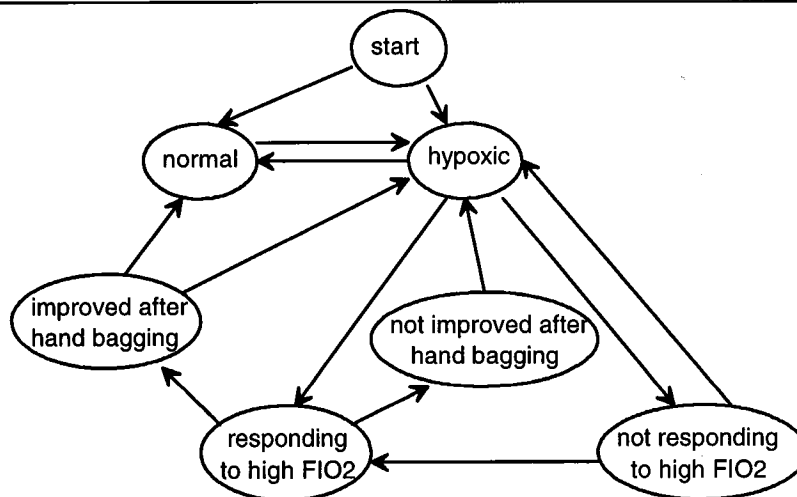 start
normal
hypoxic
improved after
hand bagging
not improved after
hand bagging
responding
to high FIO2
not responding
to high FIO2